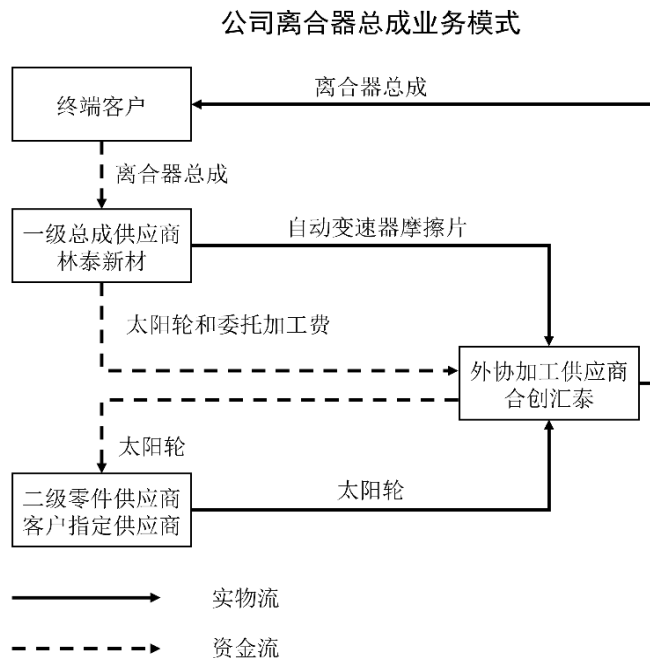 公司离合器总成业务模式
离合器总成
终端客户
离合器总成
一级总成供应商
林泰新材
自动变速器摩擦片
太阳轮和委托加工费
外协加工供应商
合创汇泰
太阳轮
二级零件供应商
客户指定供应商
太阳轮
实物流
资金流